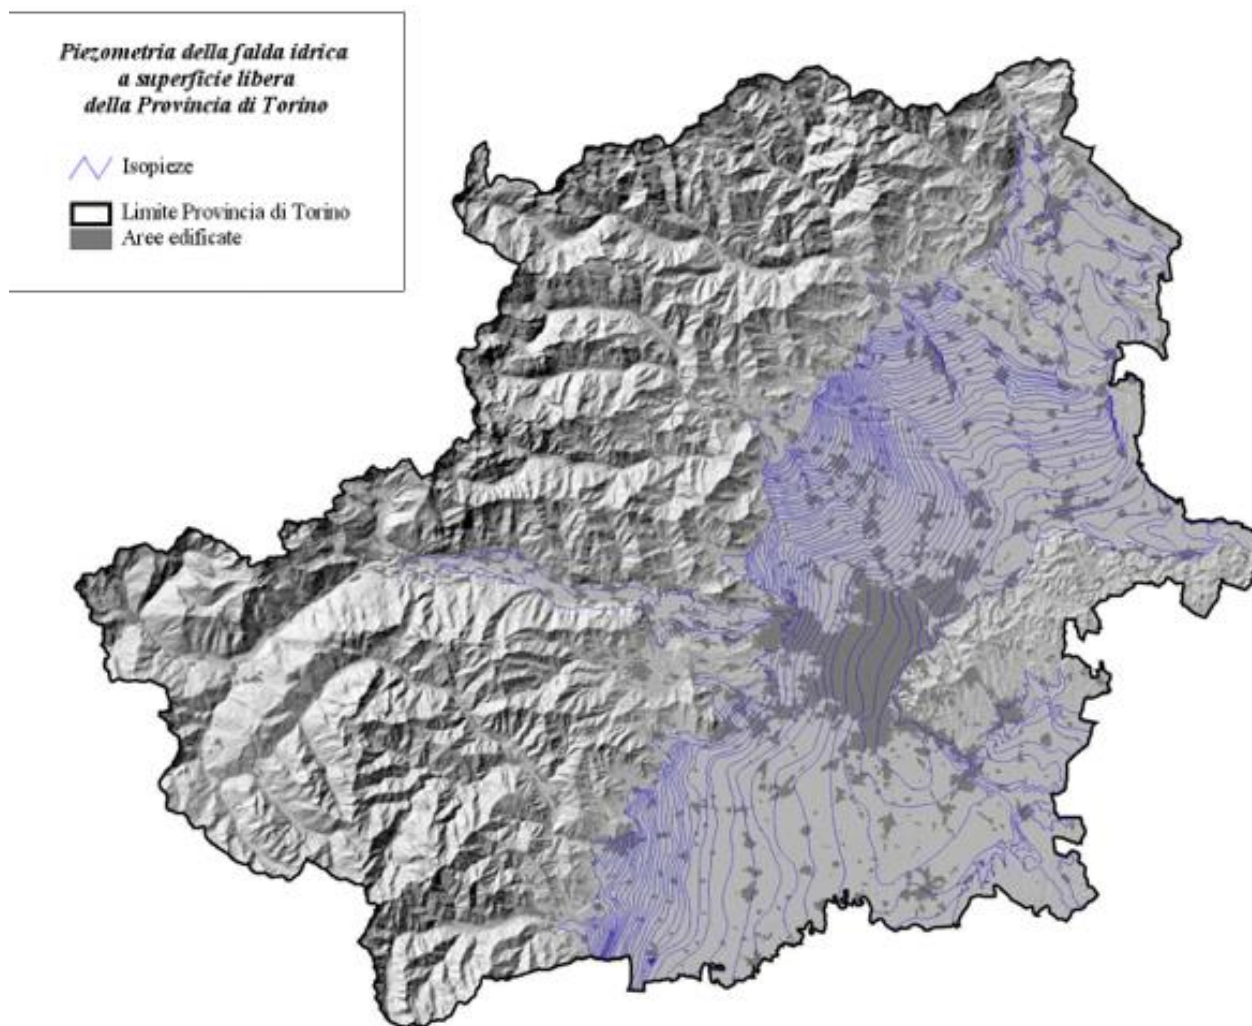 Piezometria della falda idrica
a superficie libera
della Provincia di Torino
Isopieze
Limite Provincia di Torino
Aree edificate